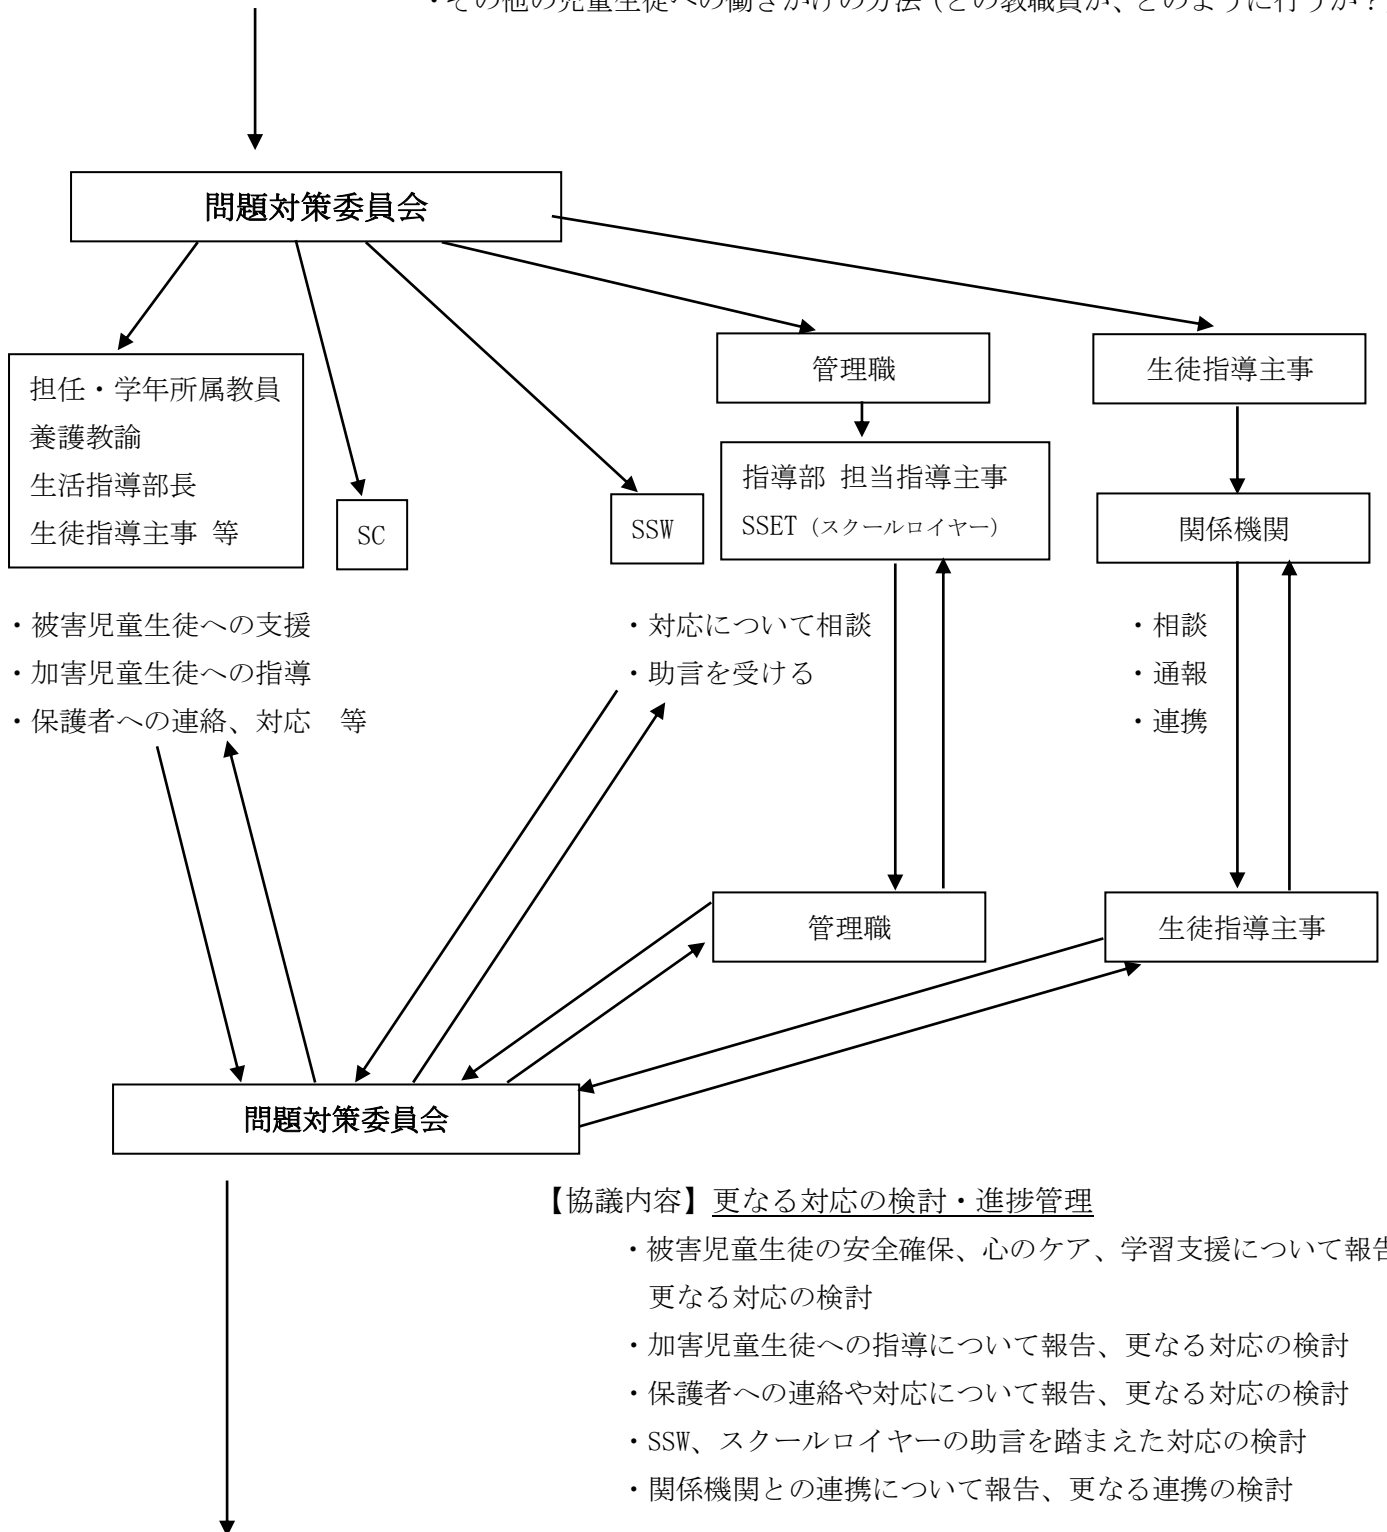 ・その他の児童生徒への働きかけの方法（どの教職員が、どのように行うか？
問題対策委員会
担任・学年所属教員
養護教諭
生活指導部長
生徒指導主事 等
SC
SSW
管理職
指導部 担当指導主事
SSET（スクールロイヤー）
生徒指導主事
関係機関
・被害児童生徒への支援
・加害児童生徒への指導
・保護者への連絡、対応　等
・対応について相談
・助言を受ける
・相談
・通報
・連携
管理職
生徒指導主事
問題対策委員会
【協議内容】更なる対応の検討・進捗管理
・被害児童生徒の安全確保、心のケア、学習支援について報告
更なる対応の検討
・加害児童生徒への指導について報告、更なる対応の検討
・保護者への連絡や対応について報告、更なる対応の検討
・SSW、スクールロイヤーの助言を踏まえた対応の検討
・関係機関との連携について報告、更なる連携の検討